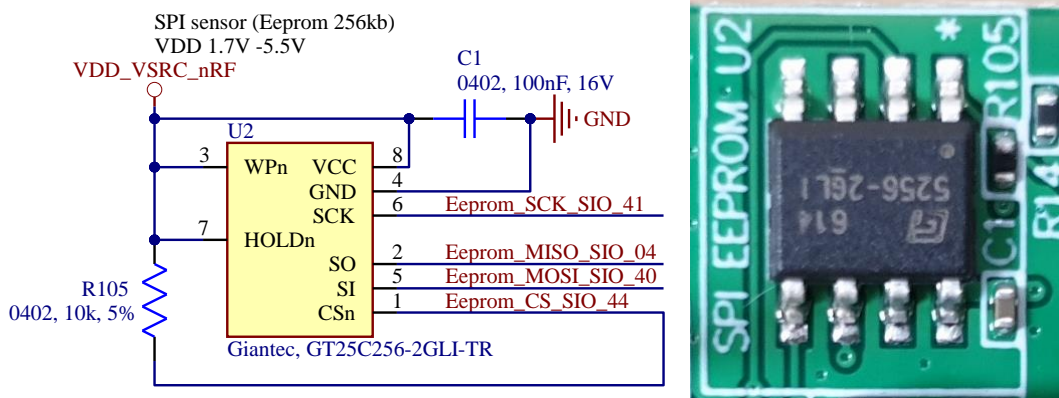 SPI sensor (Eeprom 256kb)
VDD 1.7V -5.5V
VDD_VSRC_nRF
C1
0402, 100nF, 16V
GND
U2
3 WPn VCC 8
GND 4
SCK 6 Eeprom_SCK_SIO_41
7 HOLDn
SO 2 Eeprom_MISO_SIO_04
SI 5 Eeprom_MOSI_SIO_40
CSn 1 Eeprom_CS_SIO_44
R105
0402, 10k, 5%
Giantec, GT25C256-2GLI-TR
SPI EEPROM U2
*
R105
C1
R14
614
5256-2GLI